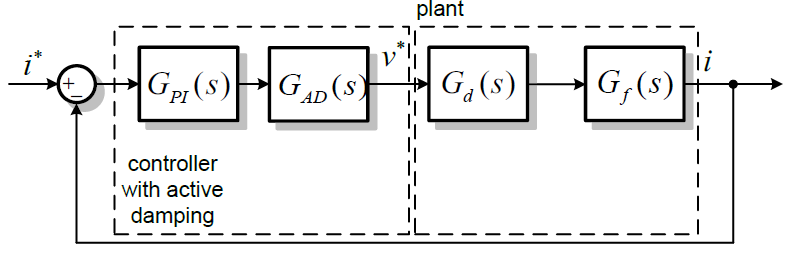 plant
i*
+
−
G_PI(s)
G_AD(s)
v*
G_d(s)
G_f(s)
i
controller
with active
damping